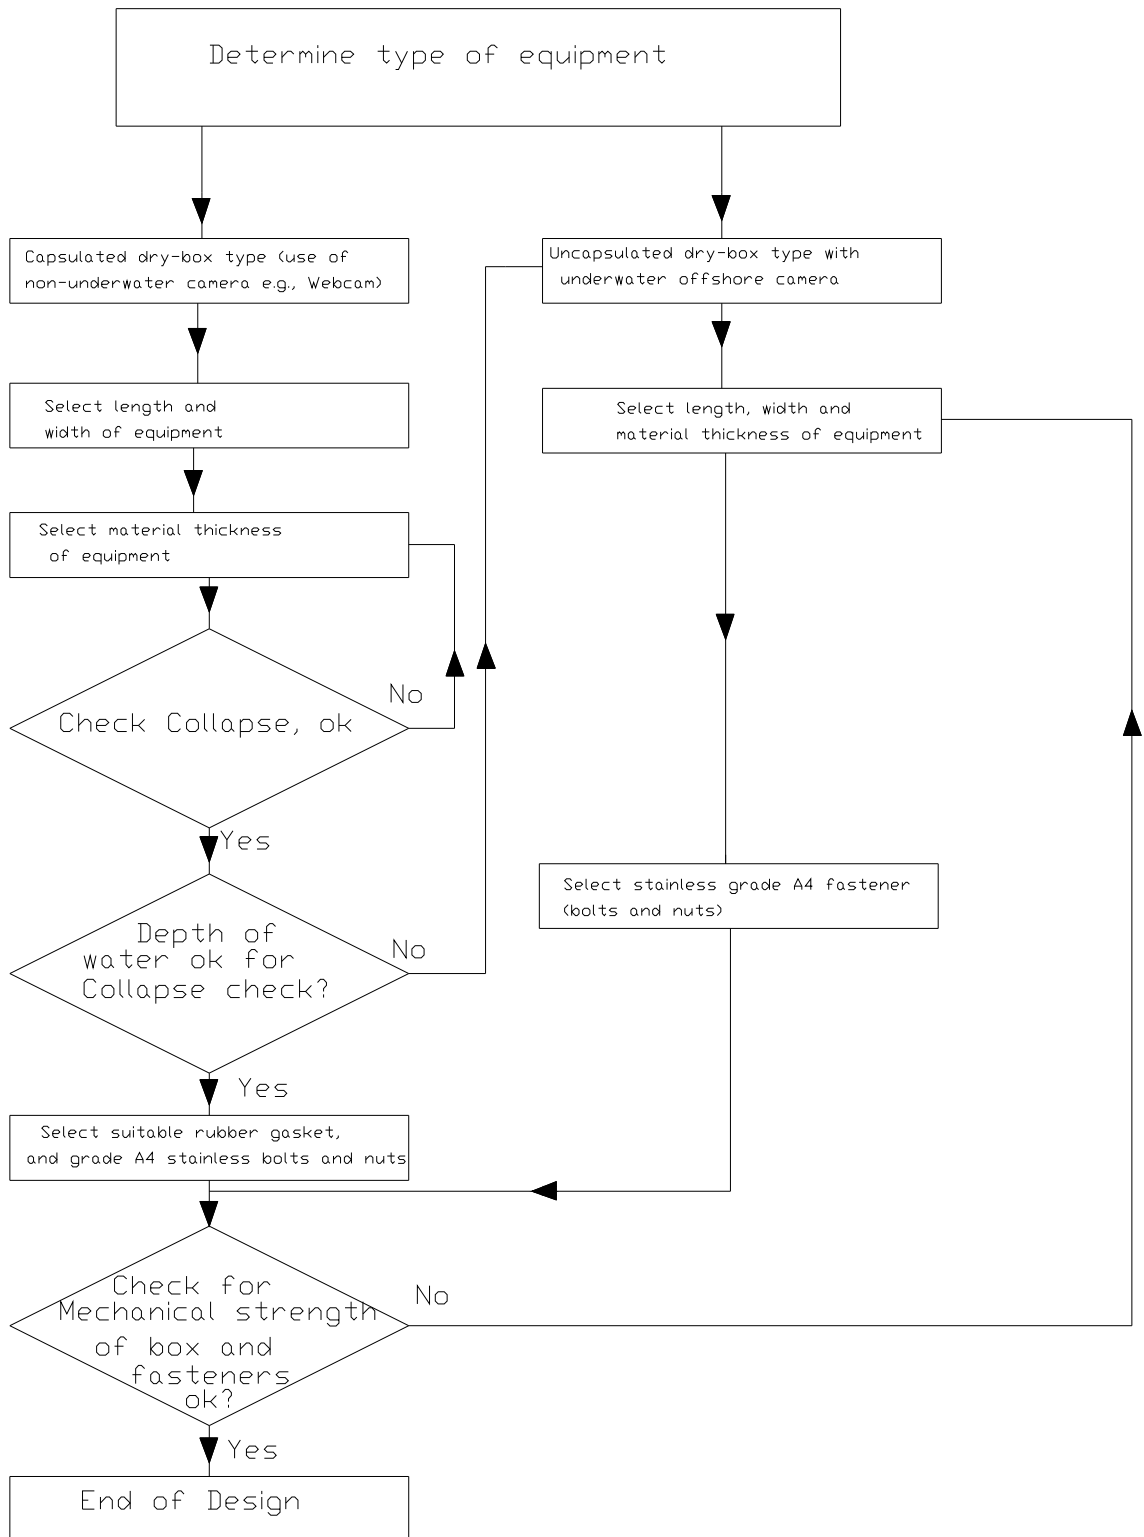 Determine type of equipment
Capsulated dry-box type (use of
non-underwater camera e.g., Webcam)
Uncapsulated dry-box type with
underwater offshore camera
Select length and
width of equipment
Select length, width and
material thickness of equipment
Select material thickness
of equipment
No
Check Collapse, ok
Yes
Select stainless grade A4 fastener
(bolts and nuts)
Depth of
water ok for
Collapse check?
No
Yes
Select suitable rubber gasket,
and grade A4 stainless bolts and nuts
Check for
Mechanical strength
of box and
fasteners
ok?
No
Yes
End of Design